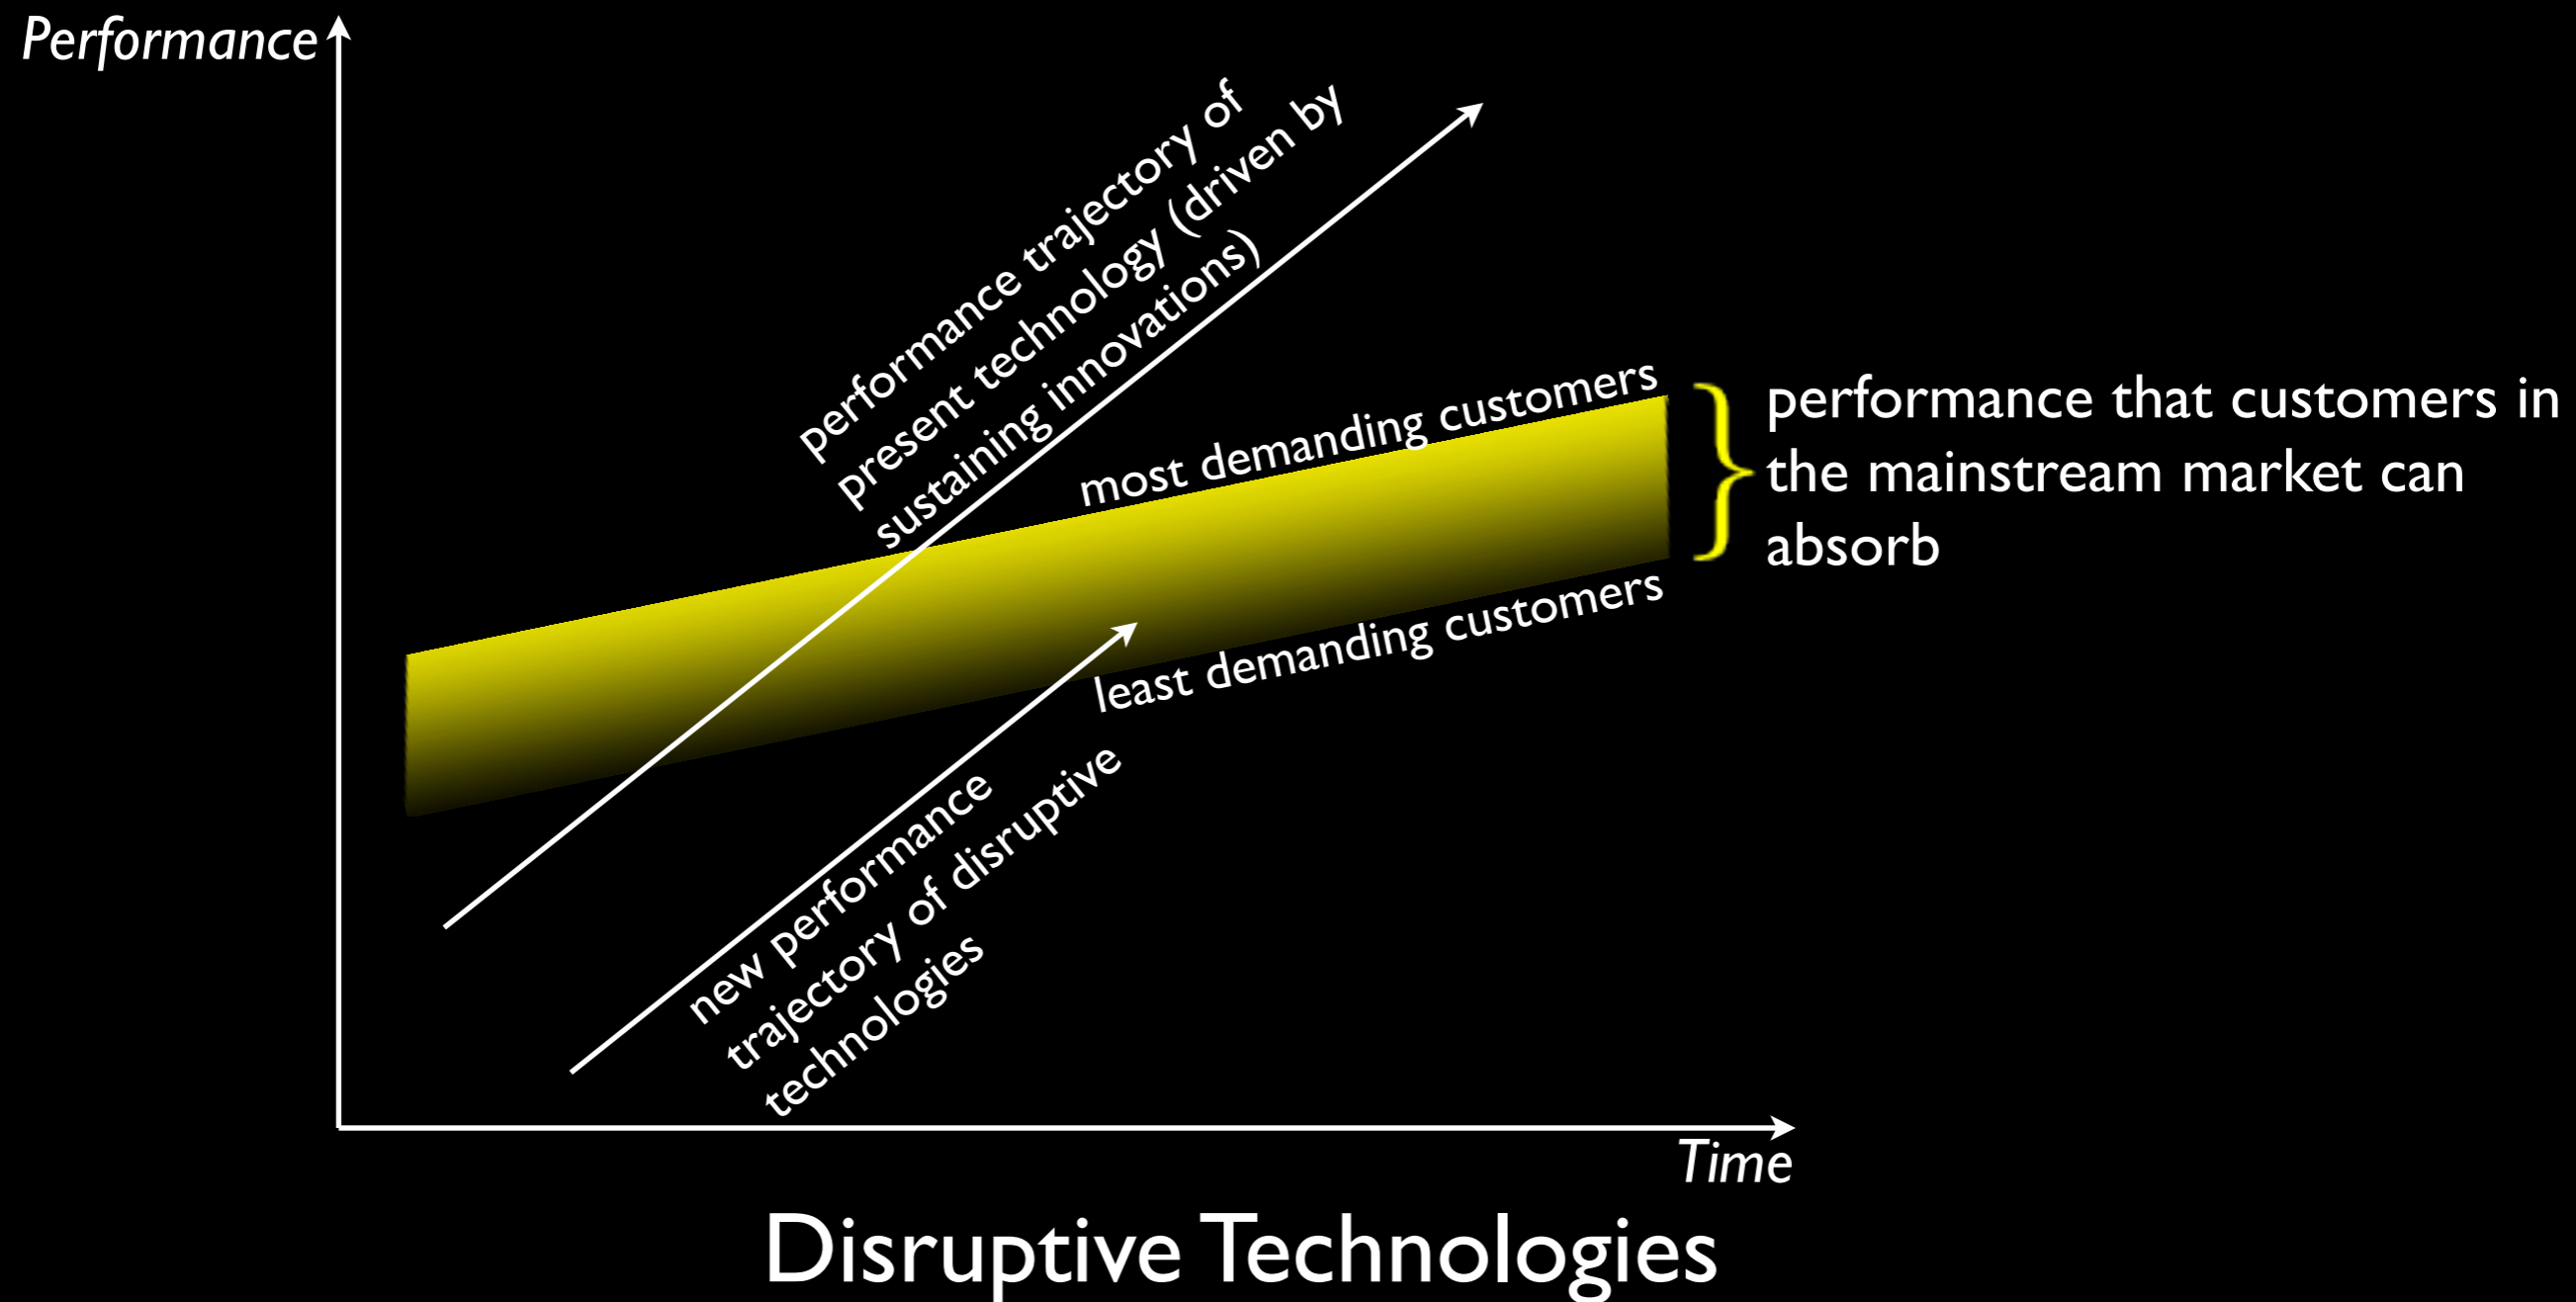 Performance
performance trajectory of
present technology (driven by
sustaining innovations)
most demanding customers
performance that customers in
the mainstream market can
absorb
least demanding customers
new performance
trajectory of disruptive
technologies
Time
Disruptive Technologies